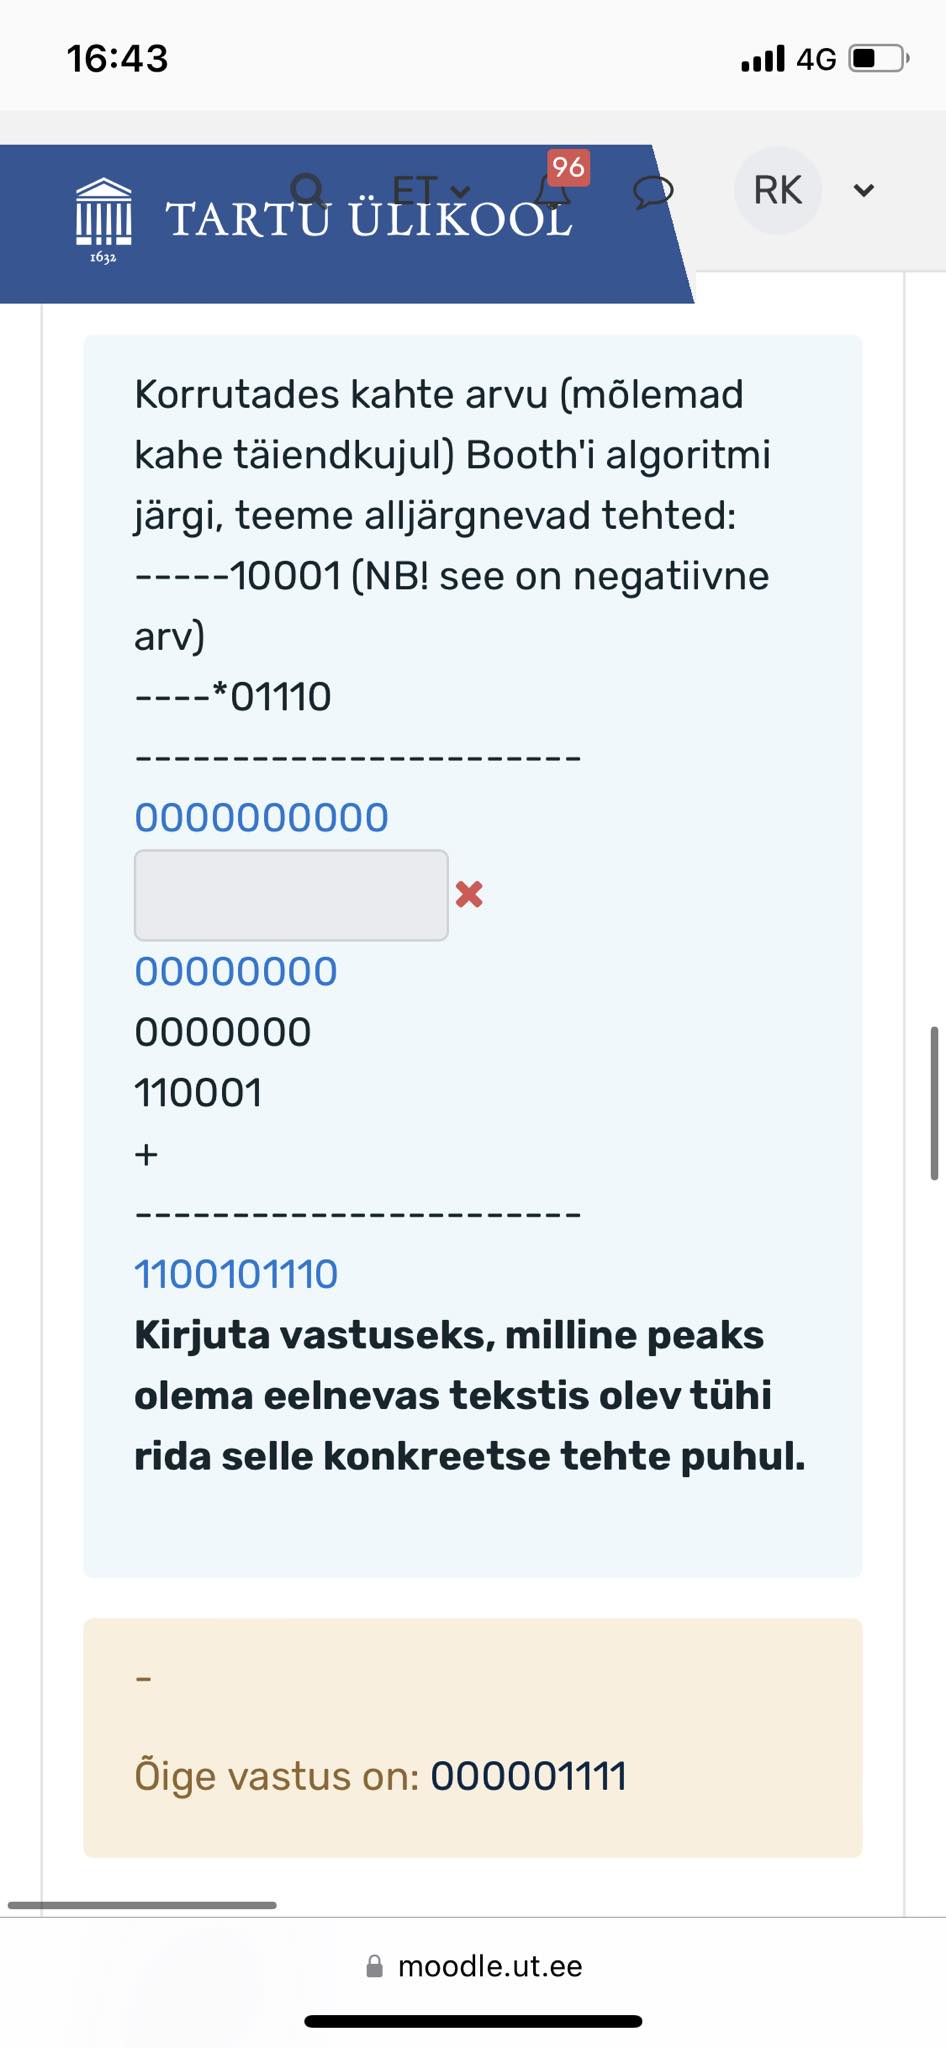 16:43
4G
96
ET
RK
TARTU ÜLIKOOL
1632
Korrutades kahte arvu (mõlemad
kahe täiendkujul) Booth'i algoritmi
järgi, teeme alljärgnevad tehted:
-----10001 (NB! see on negatiivne
arv)
----*01110
-----------------------
0000000000
00000000
0000000
110001
+
-----------------------
1100101110
Kirjuta vastuseks, milline peaks
olema eelnevas tekstis olev tühi
rida selle konkreetse tehte puhul.
-
Õige vastus on: 000001111
moodle.ut.ee